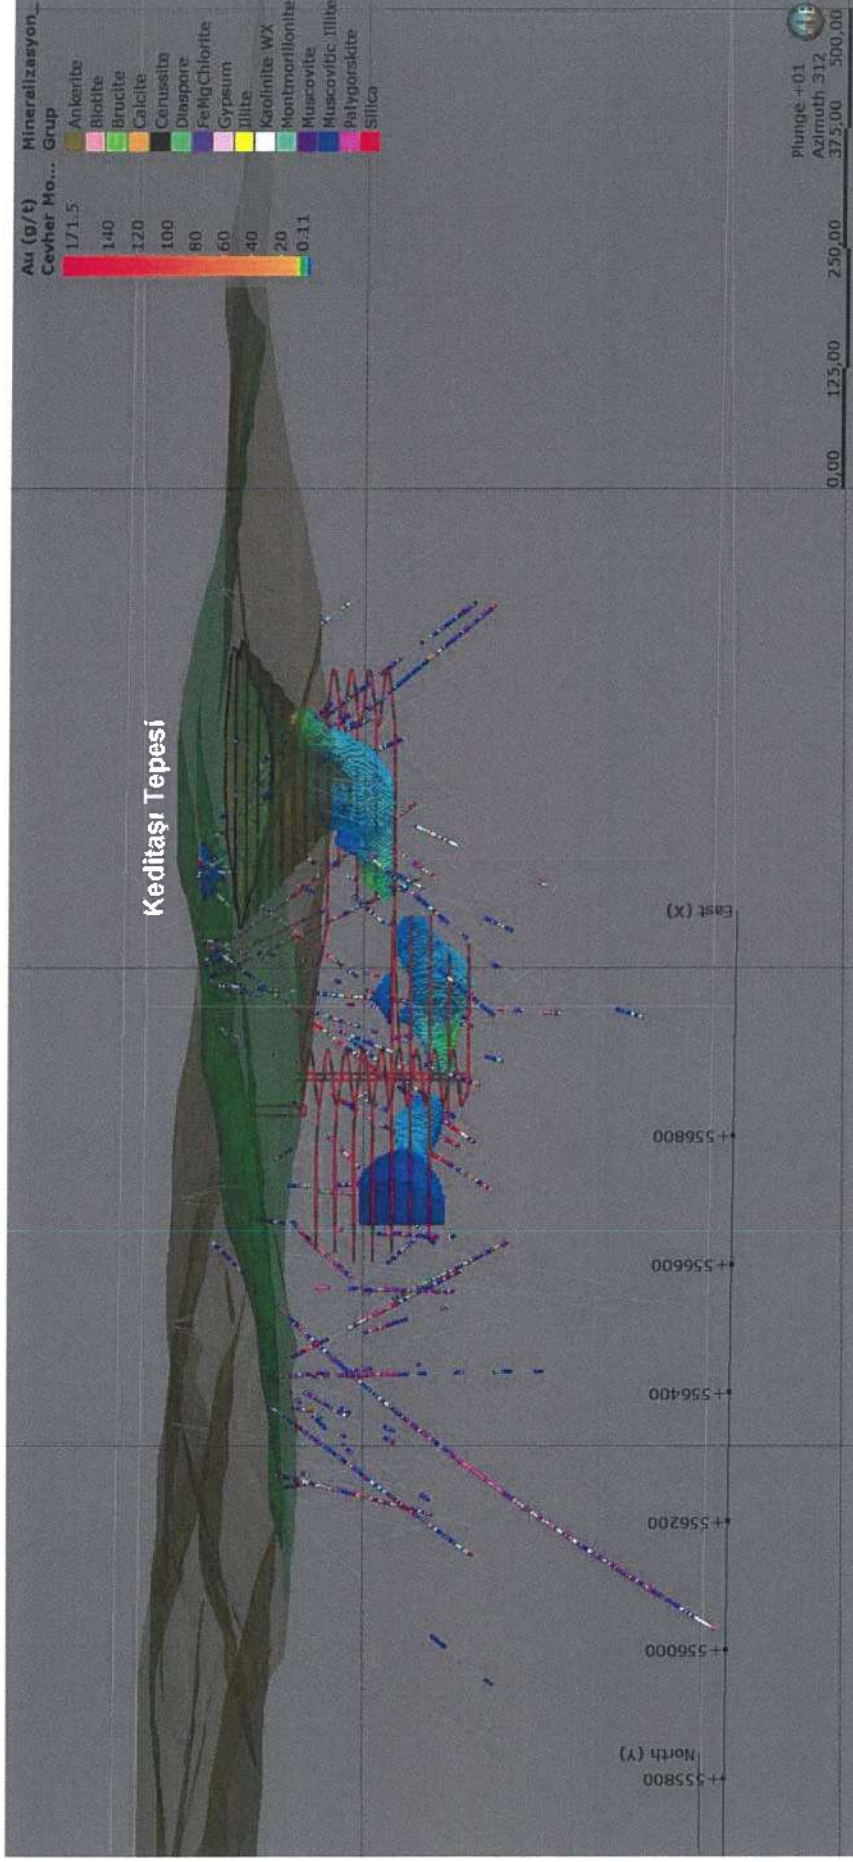 Au (g/t)
Cevher Mo...
171.5
140
120
100
80
60
40
20
0.11
Mineralizasyon_
Grup
Ankerite
Biotite
Brucite
Calcite
Cerussite
Diaspore
FeMgChlorite
Gypsum
Illite
Kaolinite WX
Montmorillonite
Muscovite
Muscovitic Illite
Palygorskite
Silica
Keditaşı Tepesi
East (X)
North (Y)
+555800
+556000
+556200
+556400
+556600
+556800
Plunge +01
Azimuth 312
0,00
125,00
250,00
375,00
500,00